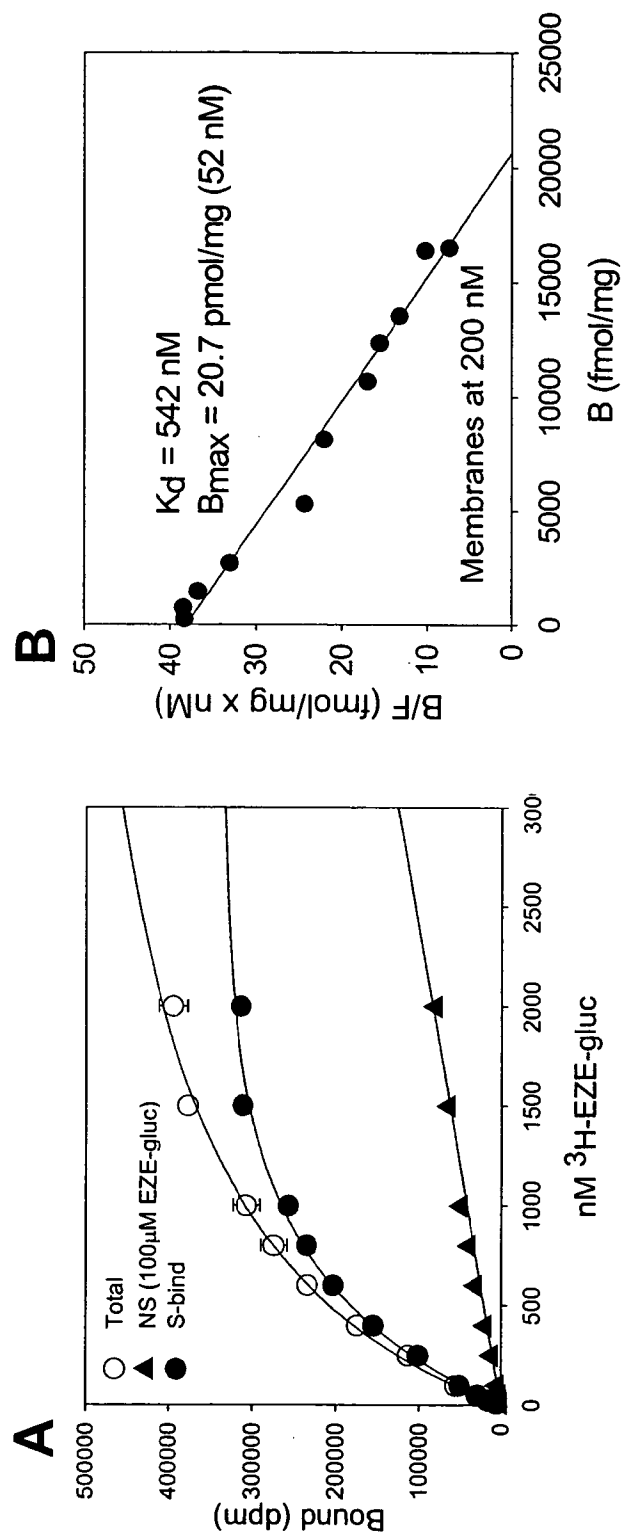 A
500000
400000
300000
200000
100000
0
Bound (dpm)
Total
NS (100µM EZE-gluc)
S-bind
0 500 1000 1500 2000 2500 300
nM ³H-EZE-gluc
B
50
40
30
20
10
0
B/F (fmol/mg x nM)
Kd = 542 nM
Bmax = 20.7 pmol/mg (52 nM)
Membranes at 200 nM
0 5000 10000 15000 20000 25000
B (fmol/mg)